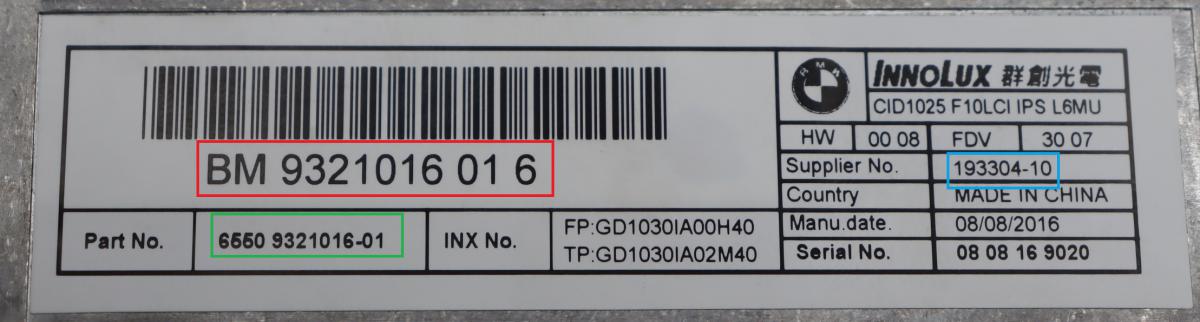 BM 9321016 01 6
Part No.
6550 9321016-01
INX No.
FP:GD1030IA00H40
TP:GD1030IA02M40
BMW
INNOLUX 群創光電
CID1025 F10LCI IPS L6MU
HW 00 08 FDV 30 07
Supplier No. 193304-10
Country MADE IN CHINA
Manu.date. 08/08/2016
Serial No. 08 08 16 9020